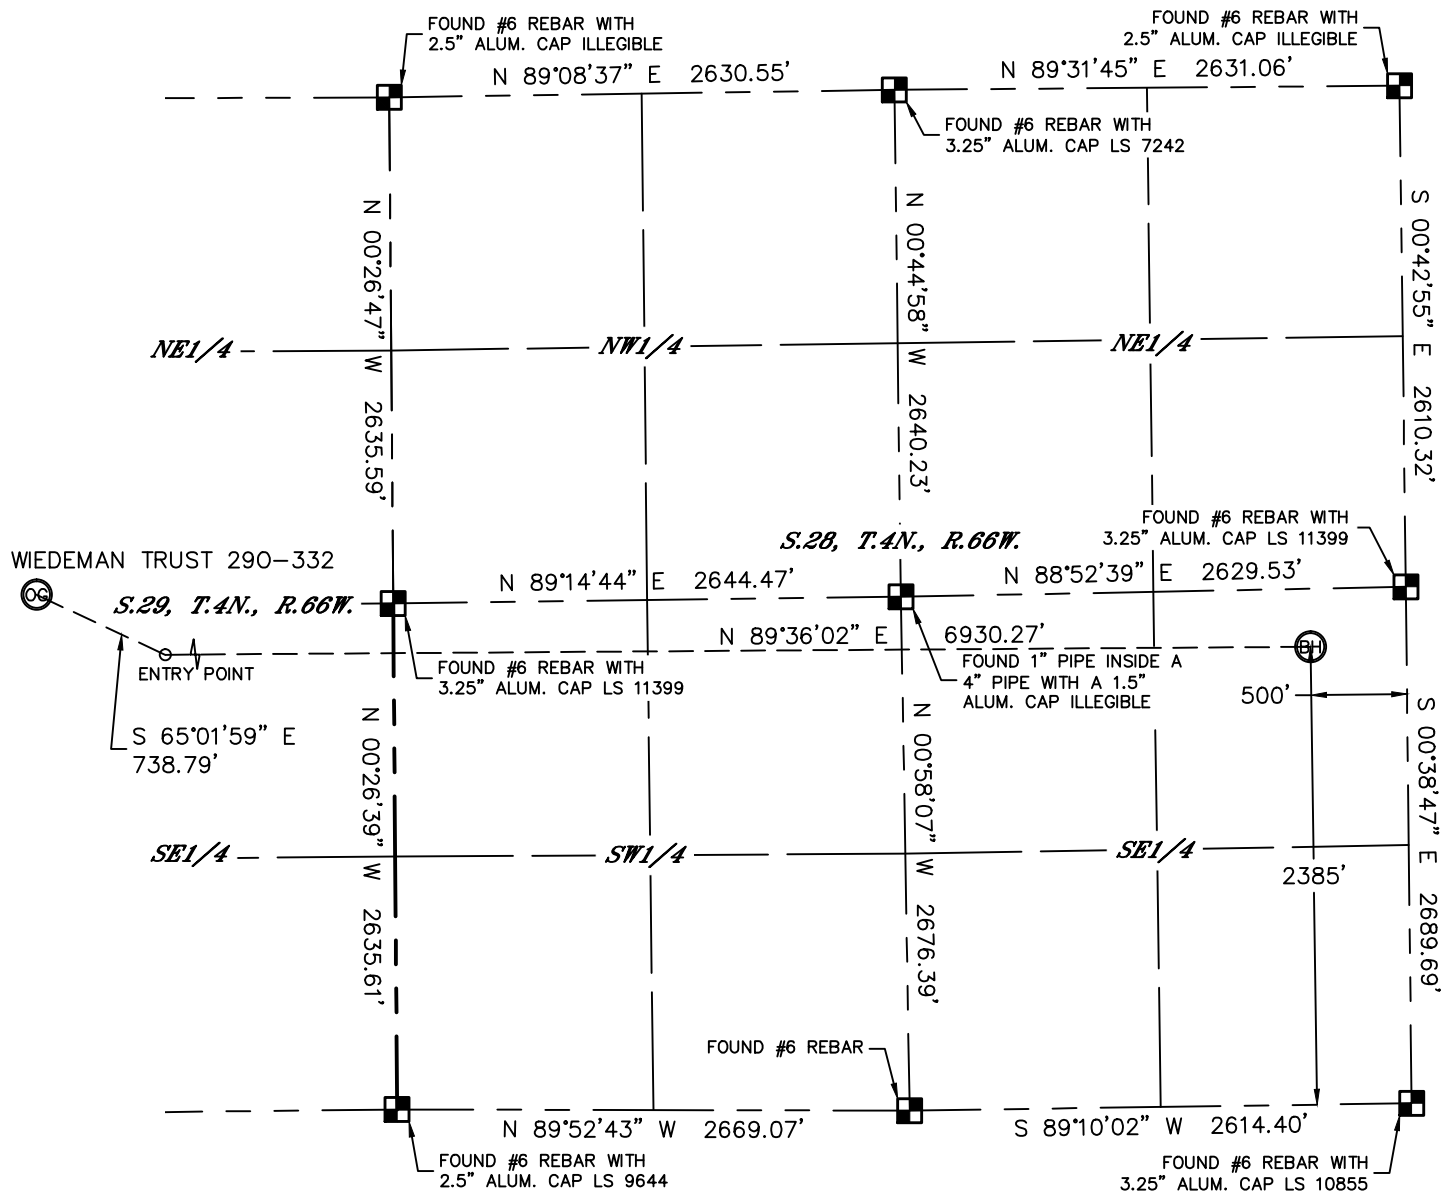 FOUND #6 REBAR WITH
2.5" ALUM. CAP ILLEGIBLE
FOUND #6 REBAR WITH
2.5" ALUM. CAP ILLEGIBLE
N 89°08'37" E 2630.55'
N 89°31'45" E 2631.06'
FOUND #6 REBAR WITH
3.25" ALUM. CAP LS 7242
N 00°26'47" W 2635.59'
N 00°44'58" W 2640.23'
S 00°42'55" E 2610.32'
NE1/4
NW1/4
NE1/4
WIEDEMAN TRUST 290-332
OG
S.29, T.4N., R.66W.
S.28, T.4N., R.66W.
FOUND #6 REBAR WITH
3.25" ALUM. CAP LS 11399
N 89°14'44" E 2644.47'
N 88°52'39" E 2629.53'
N 89°36'02" E 6930.27'
BH
ENTRY POINT
FOUND #6 REBAR WITH
3.25" ALUM. CAP LS 11399
FOUND 1" PIPE INSIDE A
4" PIPE WITH A 1.5"
ALUM. CAP ILLEGIBLE
500'
S 65°01'59" E
738.79'
N 00°26'39" W 2635.61'
N 00°58'07" W 2676.39'
S 00°38'47" E 2689.69'
SE1/4
SW1/4
SE1/4
2385'
FOUND #6 REBAR
N 89°52'43" W 2669.07'
S 89°10'02" W 2614.40'
FOUND #6 REBAR WITH
2.5" ALUM. CAP LS 9644
FOUND #6 REBAR WITH
3.25" ALUM. CAP LS 10855